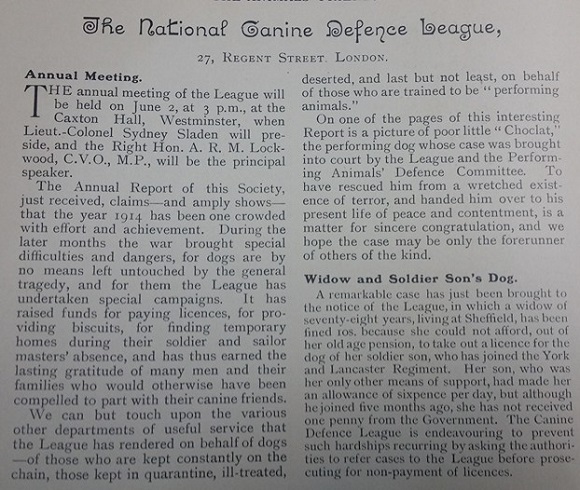 The National Canine Defence League,
27, Regent Street London.
Annual Meeting.
THE annual meeting of the League will
be held on June 2, at 3 p.m., at the
Caxton Hall, Westminster, when
Lieut.-Colonel Sydney Sladen will pre-
side, and the Right Hon. A. R. M. Lock-
wood, C.V.O., M.P., will be the principal
speaker.
The Annual Report of this Society,
just received, claims—and amply shows—
that the year 1914 has been one crowded
with effort and achievement. During the
later months the war brought special
difficulties and dangers, for dogs are by
no means left untouched by the general
tragedy, and for them the League has
undertaken special campaigns. It has
raised funds for paying licences, for pro-
viding biscuits, for finding temporary
homes during their soldier and sailor
masters' absence, and has thus earned the
lasting gratitude of many men and their
families who would otherwise have been
compelled to part with their canine friends.
We can but touch upon the various
other departments of useful service that
the League has rendered on behalf of dogs
—of those who are kept constantly on the
chain, those kept in quarantine, ill-treated,
deserted, and last but not least, on behalf
of those who are trained to be "performing
animals."
On one of the pages of this interesting
Report is a picture of poor little "Choclat,"
the performing dog whose case was brought
into court by the League and the Perform-
ing Animals' Defence Committee. To
have rescued him from a wretched exist-
ence of terror, and handed him over to his
present life of peace and contentment, is a
matter for sincere congratulation, and we
hope the case may be only the forerunner
of others of the kind.
Widow and Soldier Son's Dog.
A remarkable case has just been brought to
the notice of the League, in which a widow of
seventy-eight years, living at Sheffield, has been
fined 10s. because she could not afford, out of
her old age pension, to take out a licence for the
dog of her soldier son, who has joined the York
and Lancaster Regiment. Her son, who was
her only other means of support, had made her
an allowance of sixpence per day, but although
he joined five months ago, she has not received
one penny from the Government. The Canine
Defence League is endeavouring to prevent
such hardships recurring by asking the authori-
ties to refer cases to the League before prose-
cuting for non-payment of licences.